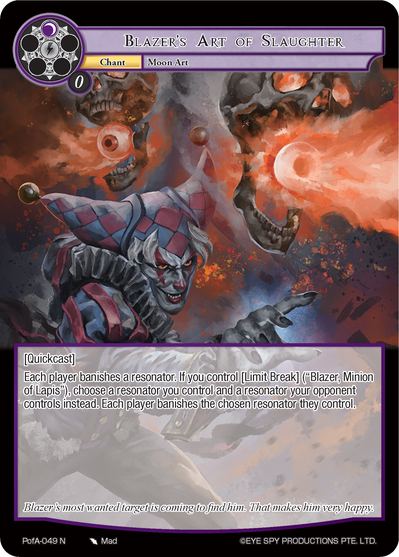 Blazer's Art of Slaughter
Chant Moon Art
0
[Quickcast]
Each player banishes a resonator. If you control [Limit Break] ("Blazer, Minion
of Lapis"), choose a resonator you control and a resonator your opponent
controls instead. Each player banishes the chosen resonator they control.
Blazer's most wanted target is coming to find him. That makes him very happy.
PofA-049 N Mad ©EYE SPY PRODUCTIONS PTE. LTD.